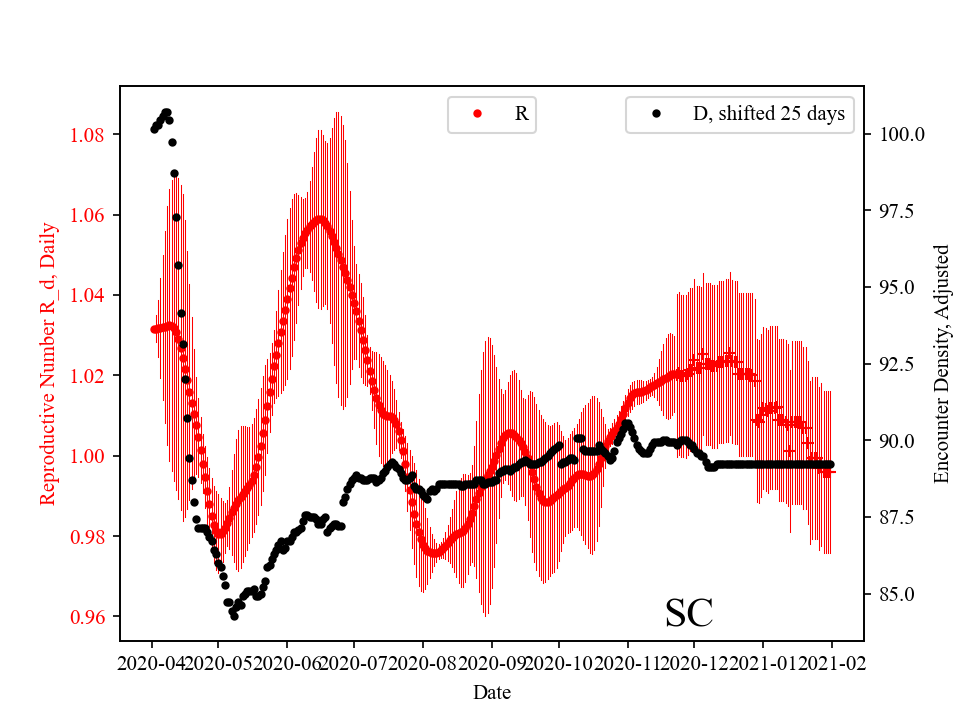 R
D, shifted 25 days
1.08
1.06
1.04
1.02
1.00
0.98
0.96
Reproductive Number R_d, Daily
100.0
97.5
95.0
92.5
90.0
87.5
85.0
Encounter Density, Adjusted
SC
2020-04 2020-05 2020-06 2020-07 2020-08 2020-09 2020-10 2020-11 2020-12 2021-01 2021-02
Date